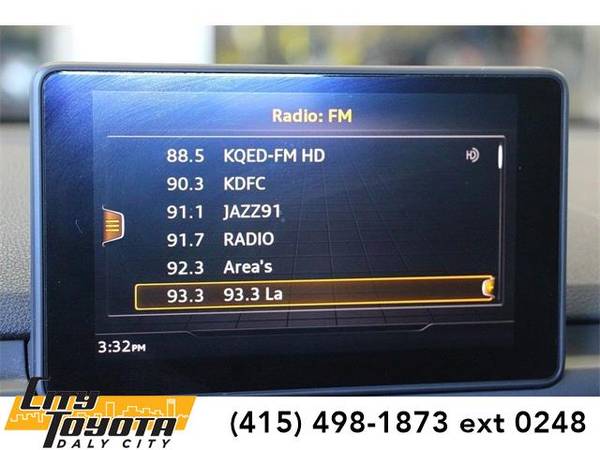 Radio: FM
88.5 KQED-FM HD
90.3 KDFC
91.1 JAZZ91
91.7 RADIO
92.3 Area's
93.3 93.3 La
3:32PM
City
TOYOTA
DALY CITY
(415) 498-1873 ext 0248